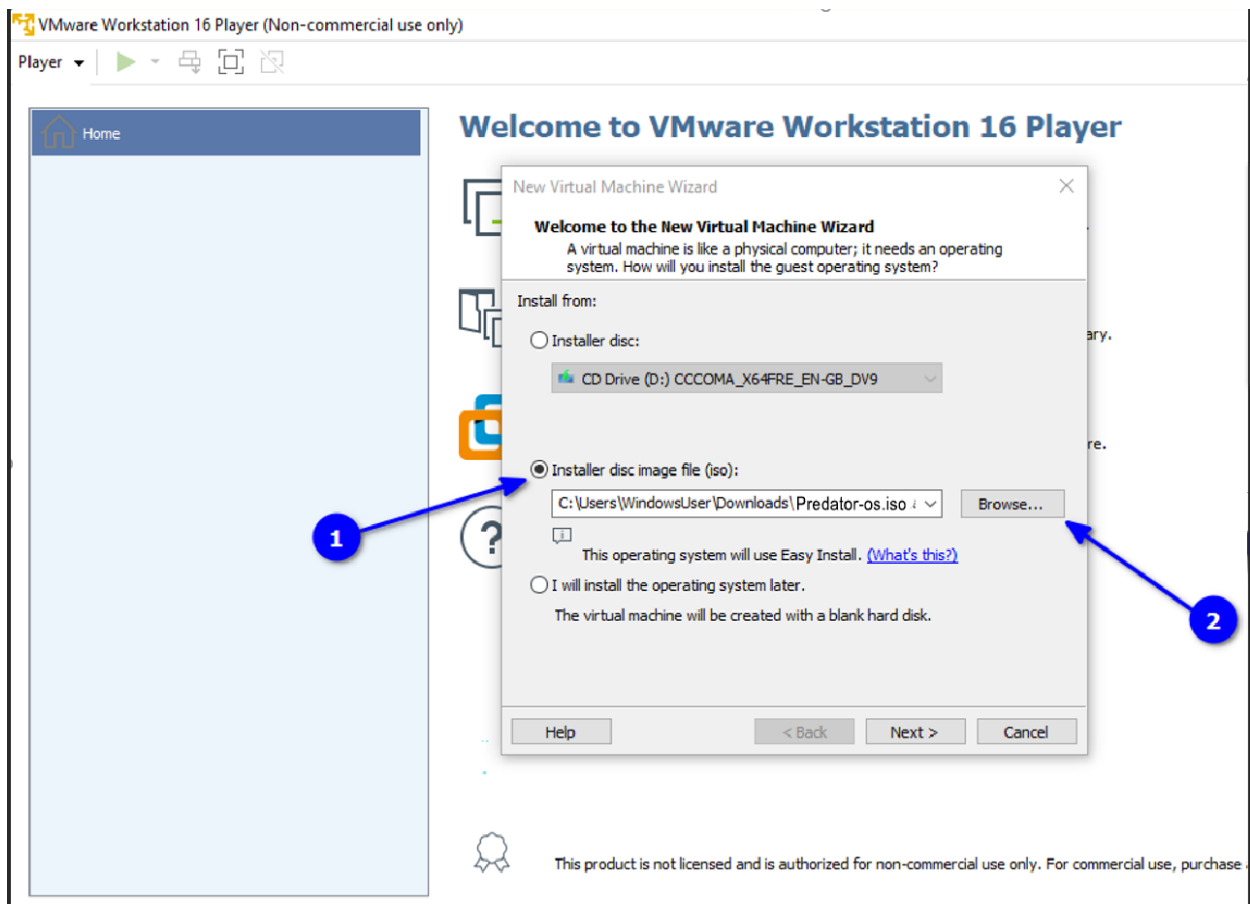 VMware Workstation 16 Player (Non-commercial use only)
Player
Home
Welcome to VMware Workstation 16 Player
New Virtual Machine Wizard
Welcome to the New Virtual Machine Wizard
A virtual machine is like a physical computer; it needs an operating
system. How will you install the guest operating system?
Install from:
Installer disc:
ary.
CD Drive (D:) CCCOMA_X64FRE_EN-GB_DV9
re.
Installer disc image file (iso):
C:\Users\WindowsUser\Downloads\Predator-os.iso
Browse...
1
?
This operating system will use Easy Install. (What's this?)
I will install the operating system later.
The virtual machine will be created with a blank hard disk.
2
Help
< Back
Next >
Cancel
This product is not licensed and is authorized for non-commercial use only. For commercial use, purchase